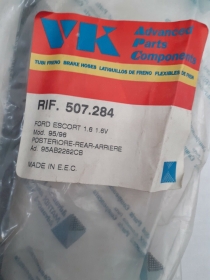 VK
Advanced
Parts
Components
TUBI FRENO BRAKE HOSES LATIGUILLOS DE FRENO FLEXIBLES DE FREIN
RIF. 507.284
FORD ESCORT 1.6 1.8V
Mod. 95/96
POSTERIORE-REAR-ARRIERE
Ad. 95AB2282CB
MADE IN E.E.C.